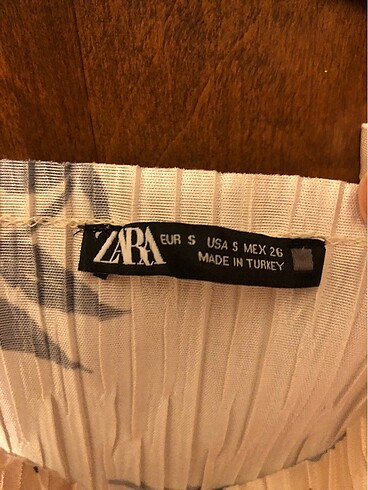 ZARA EUR S USA S MEX 26
MADE IN TURKEY